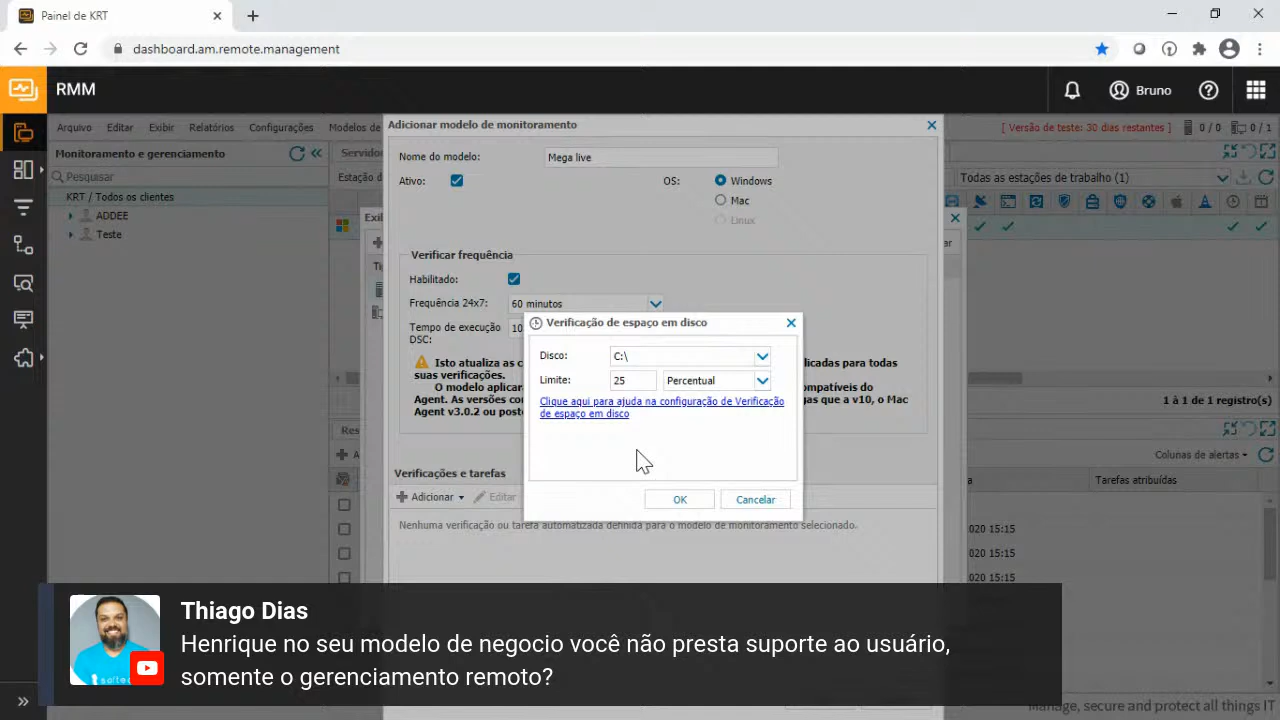 Painel de KRT
dashboard.am.remote.management
RMM
Bruno
Arquivo Editar Exibir Relatórios Configurações Modelos de
Adicionar modelo de monitoramento
[ Versão de teste: 30 dias restantes ]
0 / 0
0 / 1
Monitoramento e gerenciamento
Servido
Nome do modelo: Mega live
Pesquisar
Estação d
Ativo:
OS:
Windows
Todas as estações de trabalho (1)
KRT / Todos os clientes
Mac
ADDEE
Exi
Linux
Teste
ar
Verificar frequência
Ti
Habilitado:
Frequência 24x7: 60 minutos
Tempo de execução
DSC:
10
Verificação de espaço em disco
Disco: C:\
Isto atualiza as c
licadas para todas
suas verificações.
Limite: 25 Percentual
O modelo aplicar
ompatíveis do
Agent. As versões co
gas que a v10, o Mac
Agent v3.0.2 ou post
Clique aqui para ajuda na configuração de Verificação
de espaço em disco
1 à 1 de 1 registro(s)
Res
A
Colunas de alertas
Verificações e tarefas
a
Tarefas atribuídas
Adicionar Editar
OK Cancelar
Nenhuma verificação ou tarefa automatizada definida para o modelo de monitoramento selecionado.
020 15:15
020 15:15
020 15:15
Thiago Dias
Henrique no seu modelo de negocio você não presta suporte ao usuário,
somente o gerenciamento remoto?
softec
Manage, secure and protect all things IT